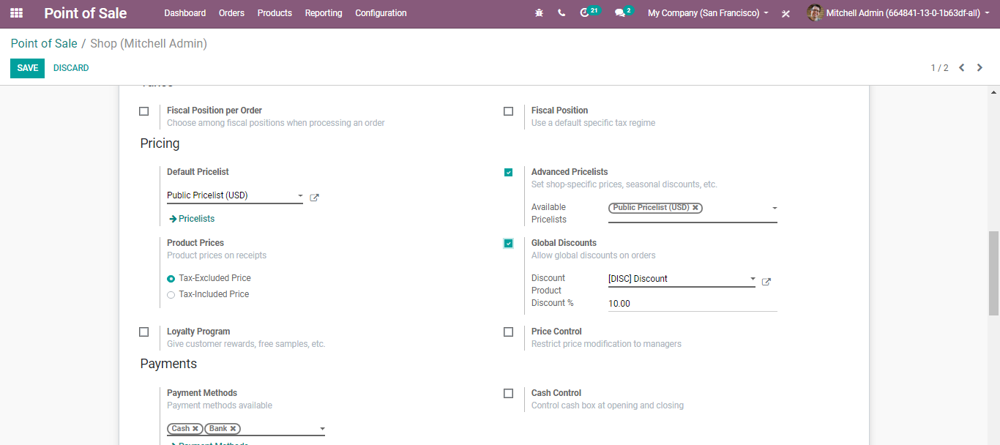 Point of Sale Dashboard Orders Products Reporting Configuration 21 2 My Company (San Francisco) Mitchell Admin (664841-13-0-1b63df-all)
Point of Sale / Shop (Mitchell Admin)
SAVE DISCARD 1 / 2
Fiscal Position per Order
Choose among fiscal positions when processing an order
Fiscal Position
Use a default specific tax regime
Pricing
Default Pricelist
Public Pricelist (USD)
Pricelists
Advanced Pricelists
Set shop-specific prices, seasonal discounts, etc.
Available
Pricelists
Public Pricelist (USD)
Product Prices
Product prices on receipts
Tax-Excluded Price
Tax-Included Price
Global Discounts
Allow global discounts on orders
Discount
Product
[DISC] Discount
Discount % 10.00
Loyalty Program
Give customer rewards, free samples, etc.
Price Control
Restrict price modification to managers
Payments
Payment Methods
Payment methods available
Cash Bank
Payment Methods
Cash Control
Control cash box at opening and closing